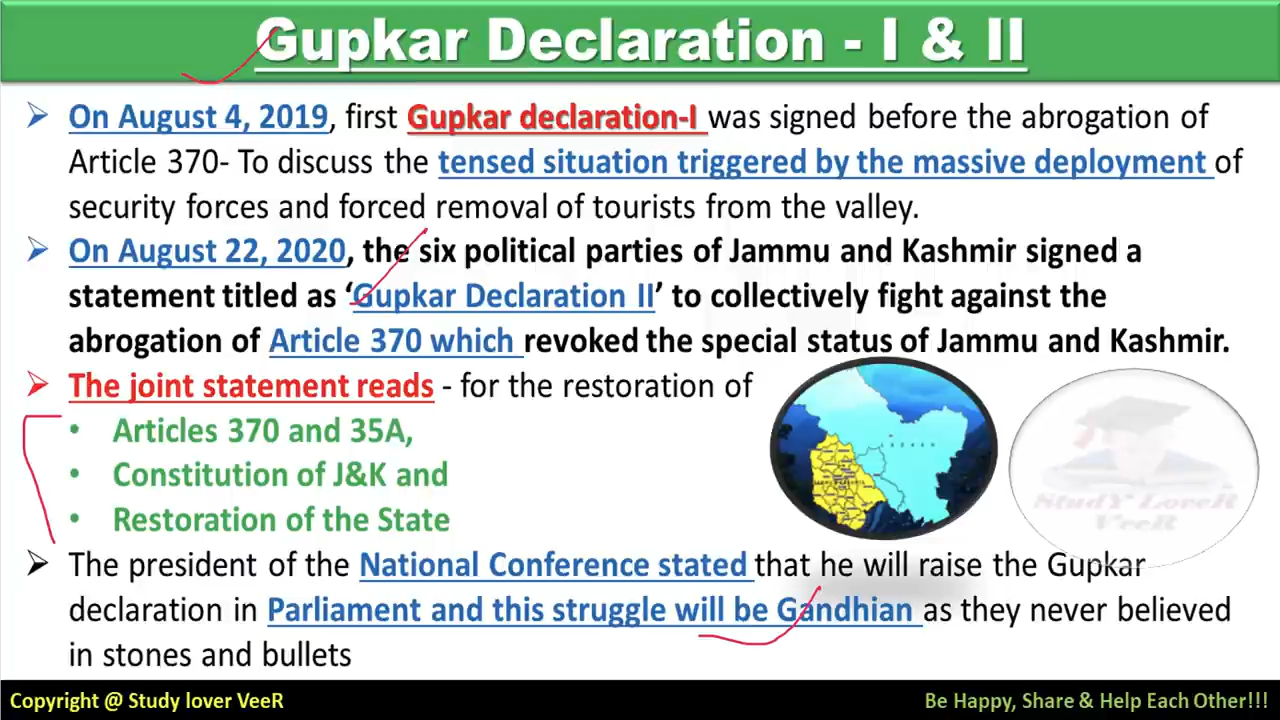 Gupkar Declaration - I & II
On August 4, 2019, first Gupkar declaration-I was signed before the abrogation of
Article 370- To discuss the tensed situation triggered by the massive deployment of
security forces and forced removal of tourists from the valley.
On August 22, 2020, the six political parties of Jammu and Kashmir signed a
statement titled as ‘Gupkar Declaration II’ to collectively fight against the
abrogation of Article 370 which revoked the special status of Jammu and Kashmir.
The joint statement reads - for the restoration of
• Articles 370 and 35A,
• Constitution of J&K and
• Restoration of the State
StudY LoveR
VeeR
The president of the National Conference stated that he will raise the Gupkar
declaration in Parliament and this struggle will be Gandhian as they never believed
in stones and bullets
Copyright @ Study lover VeeR
Be Happy, Share & Help Each Other!!!